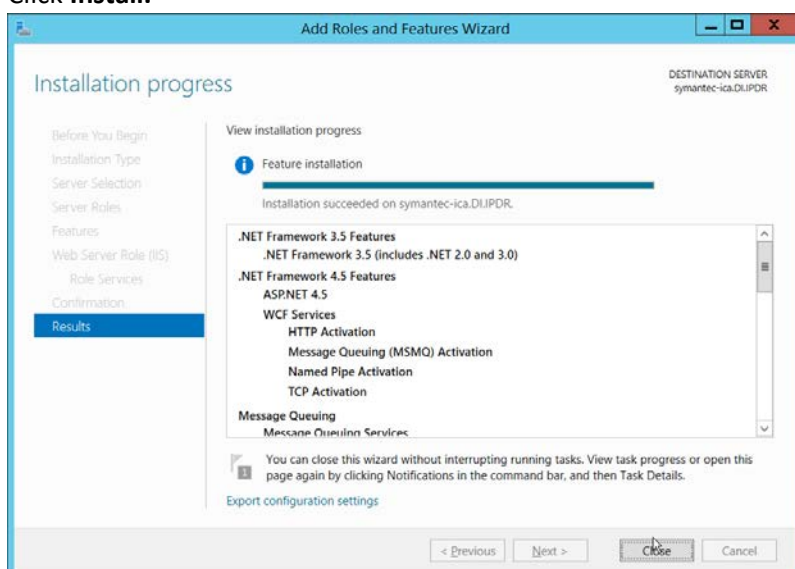 Click Install.
Add Roles and Features Wizard
Installation progress
DESTINATION SERVER
symantec-ica.DI.IPDR
Before You Begin
Installation Type
Server Selection
Server Roles
Features
Web Server Role (IIS)
Role Services
Confirmation
Results
View installation progress
Feature installation
Installation succeeded on symantec-ica.DI.IPDR.
.NET Framework 3.5 Features
.NET Framework 3.5 (includes .NET 2.0 and 3.0)
.NET Framework 4.5 Features
ASP.NET 4.5
WCF Services
HTTP Activation
Message Queuing (MSMQ) Activation
Named Pipe Activation
TCP Activation
Message Queuing
Message Queuing Services
1
You can close this wizard without interrupting running tasks. View task progress or open this
page again by clicking Notifications in the command bar, and then Task Details.
Export configuration settings
< Previous
Next >
Close
Cancel